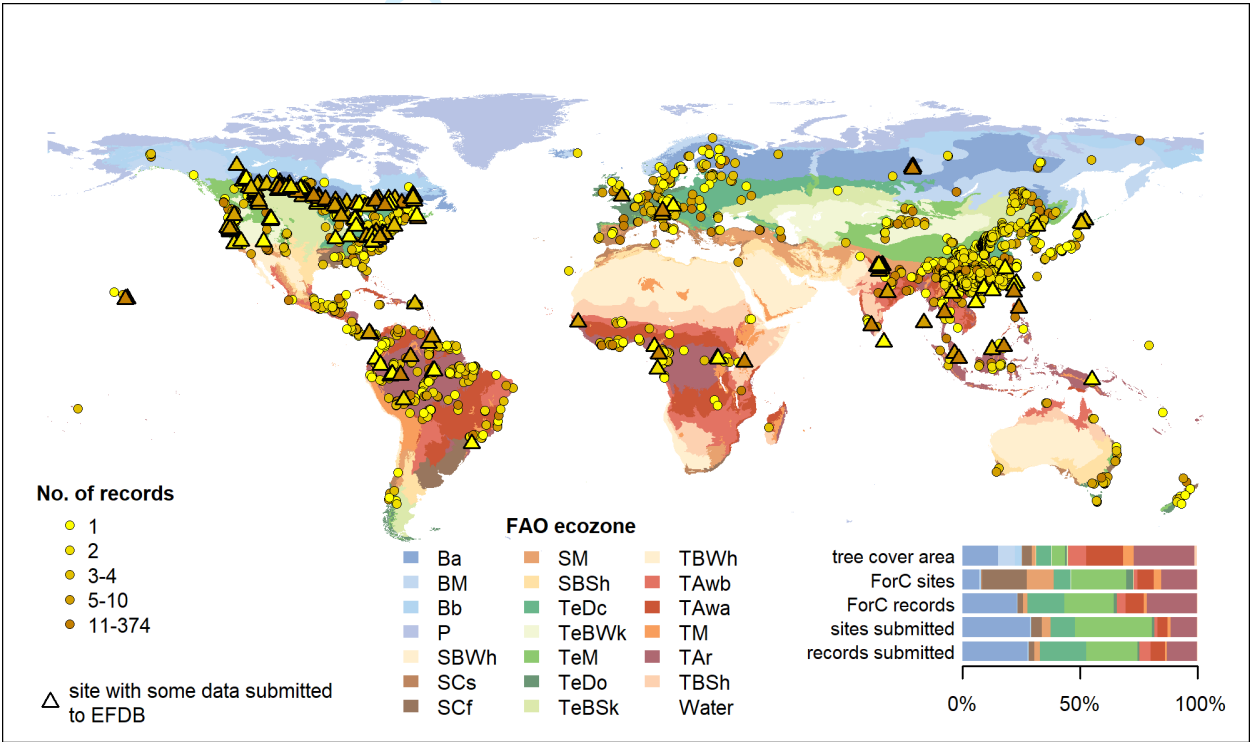 No. of records
1
2
3-4
5-10
11-374
site with some data submitted
to EFDB
FAO ecozone
Ba
BM
Bb
P
SBWh
SCs
SCf
SM
SBSh
TeDc
TeBWk
TeM
TeDo
TeBSk
TBWh
TAwb
TAwa
TM
TAr
TBSh
Water
tree cover area
ForC sites
ForC records
sites submitted
records submitted
0% 50% 100%